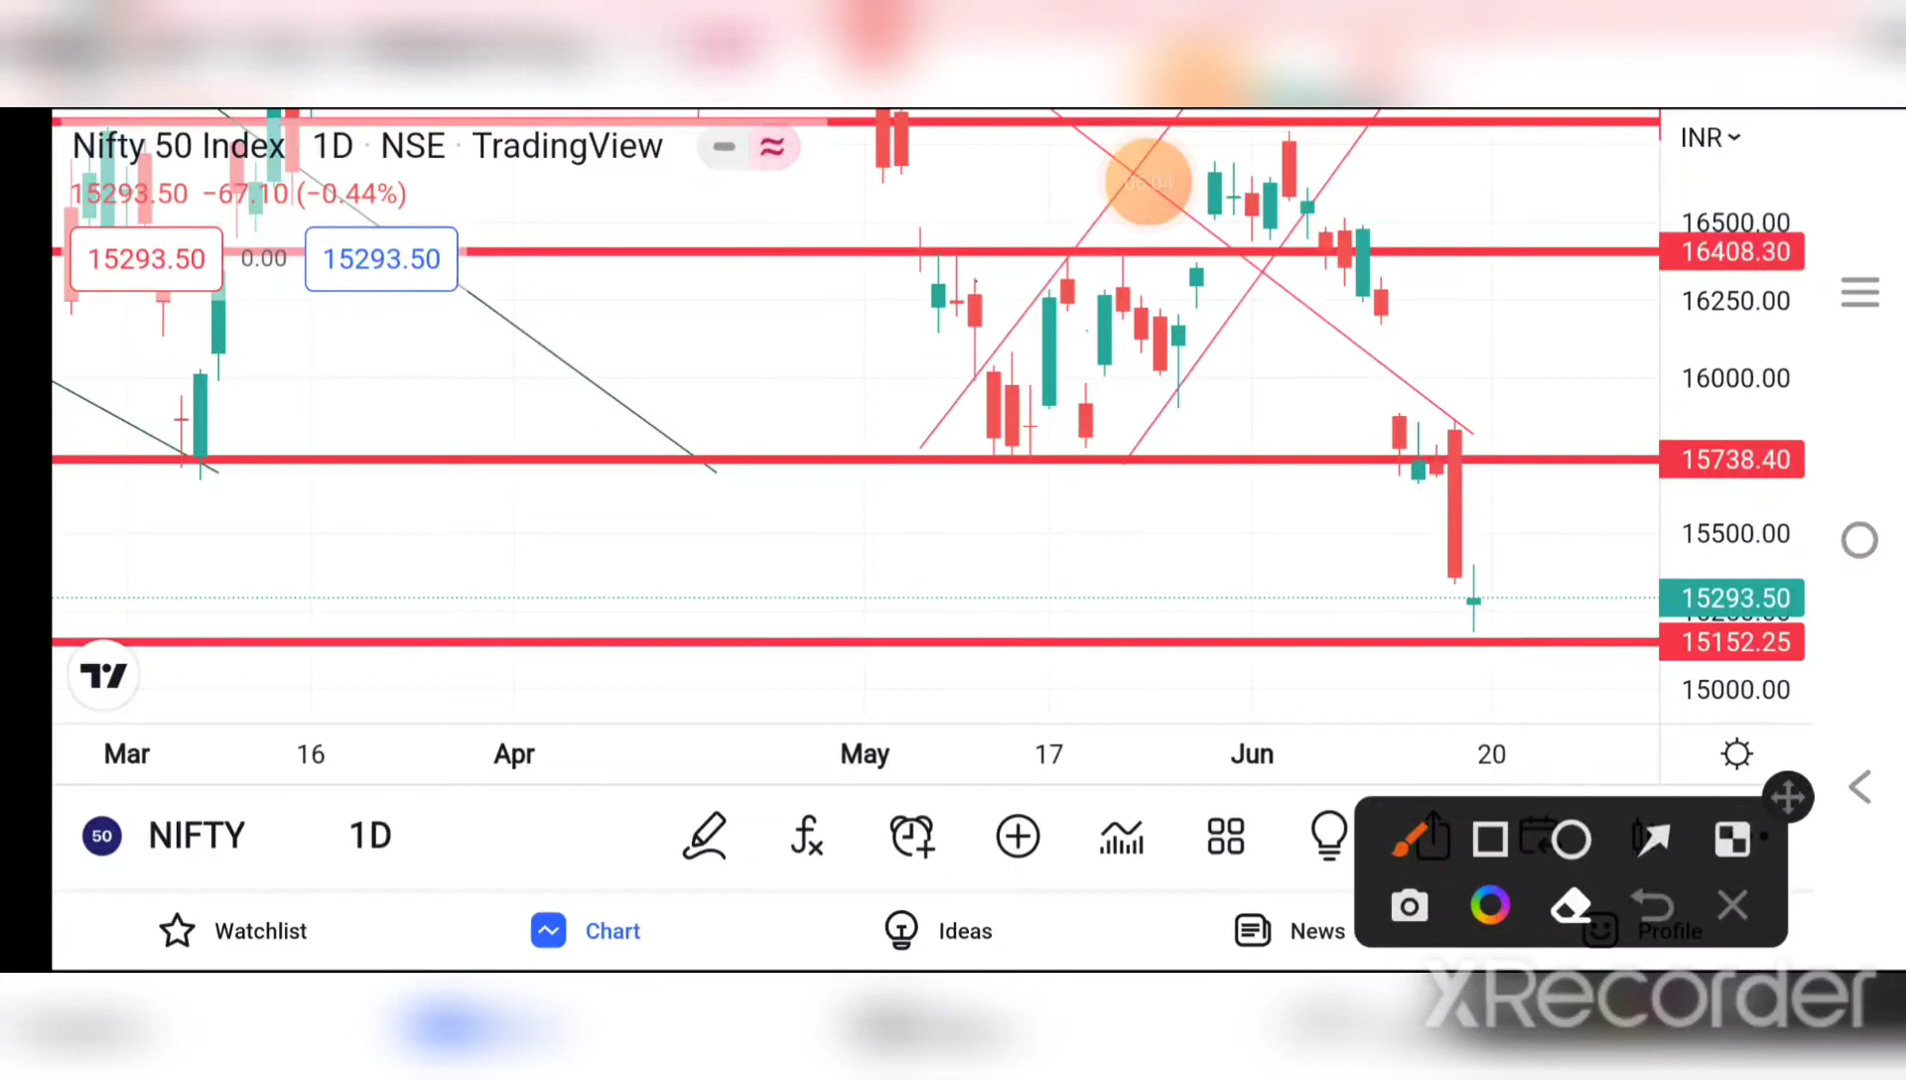 Nifty 50 Index · 1D · NSE · TradingView
INR
15293.50 −67.10 (−0.44%)
15293.50 0.00 15293.50
16500.00
16408.30
16250.00
16000.00
15738.40
15500.00
15293.50
15152.25
15000.00
Mar 16 Apr May 17 Jun 20
50 NIFTY 1D
Watchlist Chart Ideas News Profile
XRecorder